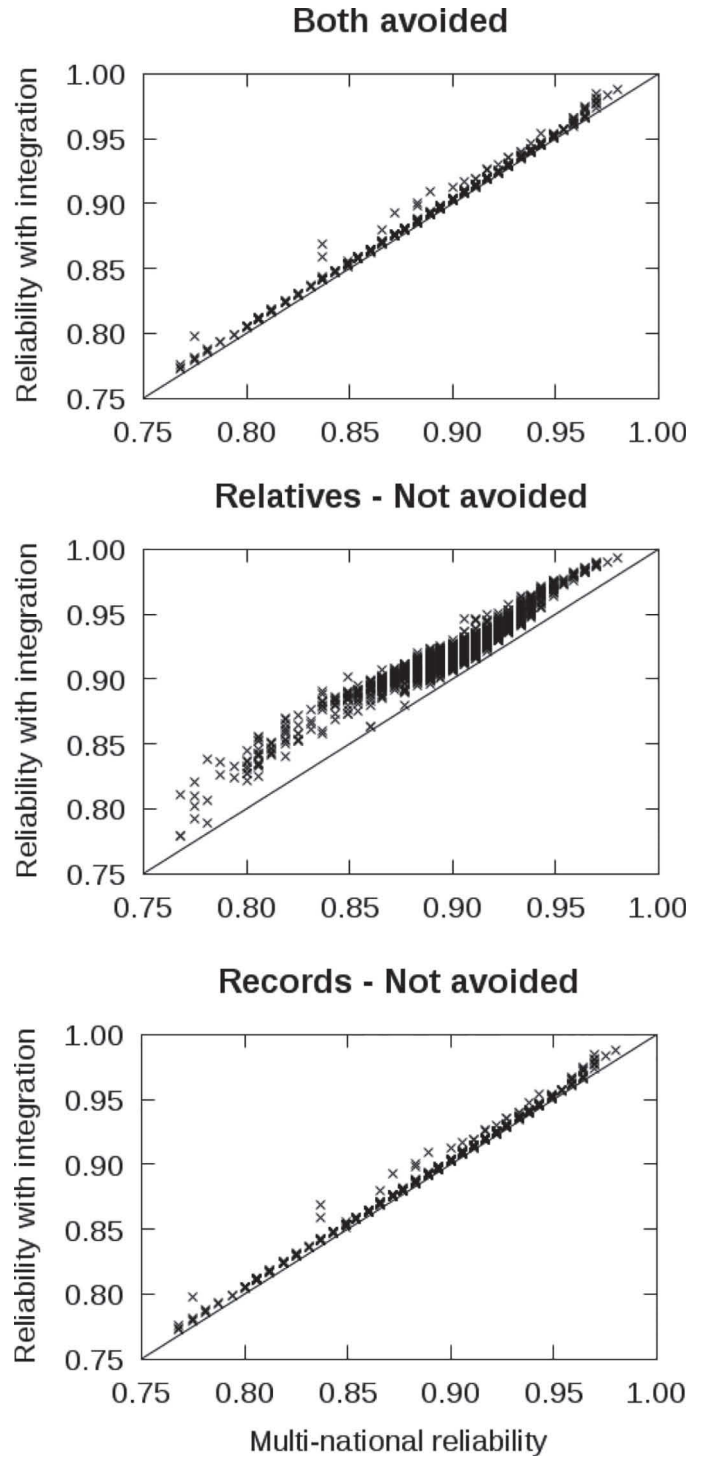 Both avoided
Reliability with integration
1.00
0.95
0.90
0.85
0.80
0.75
0.75 0.80 0.85 0.90 0.95 1.00
Relatives - Not avoided
Reliability with integration
1.00
0.95
0.90
0.85
0.80
0.75
0.75 0.80 0.85 0.90 0.95 1.00
Records - Not avoided
Reliability with integration
1.00
0.95
0.90
0.85
0.80
0.75
0.75 0.80 0.85 0.90 0.95 1.00
Multi-national reliability